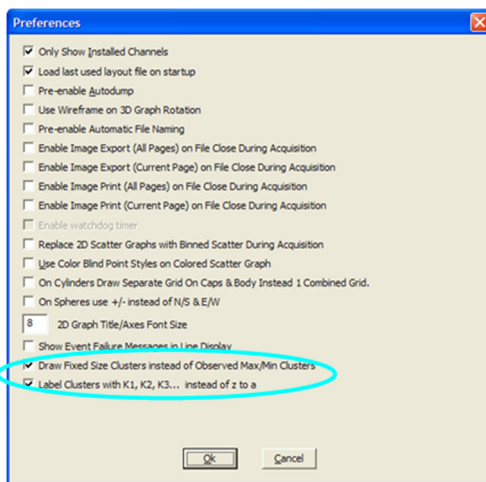 Preferences
Only Show Installed Channels
Load last used layout file on startup
Pre-enable Autodump
Use Wireframe on 3D Graph Rotation
Pre-enable Automatic File Naming
Enable Image Export (All Pages) on File Close During Acquisition
Enable Image Export (Current Page) on File Close During Acquisition
Enable Image Print (All Pages) on File Close During Acquisition
Enable Image Print (Current Page) on File Close During Acquisition
Enable watchdog timer
Replace 2D Scatter Graphs with Binned Scatter During Acquisition
Use Color Blind Point Styles on Colored Scatter Graph
On Cylinders Draw Separate Grid On Caps & Body Instead 1 Combined Grid.
On Spheres use +/- instead of N/S & E/W
8 2D Graph Title/Axes Font Size
Show Event Failure Messages in Line Display
Draw Fixed Size Clusters instead of Observed Max/Min Clusters
Label Clusters with K1, K2, K3... instead of z to a
Ok Cancel